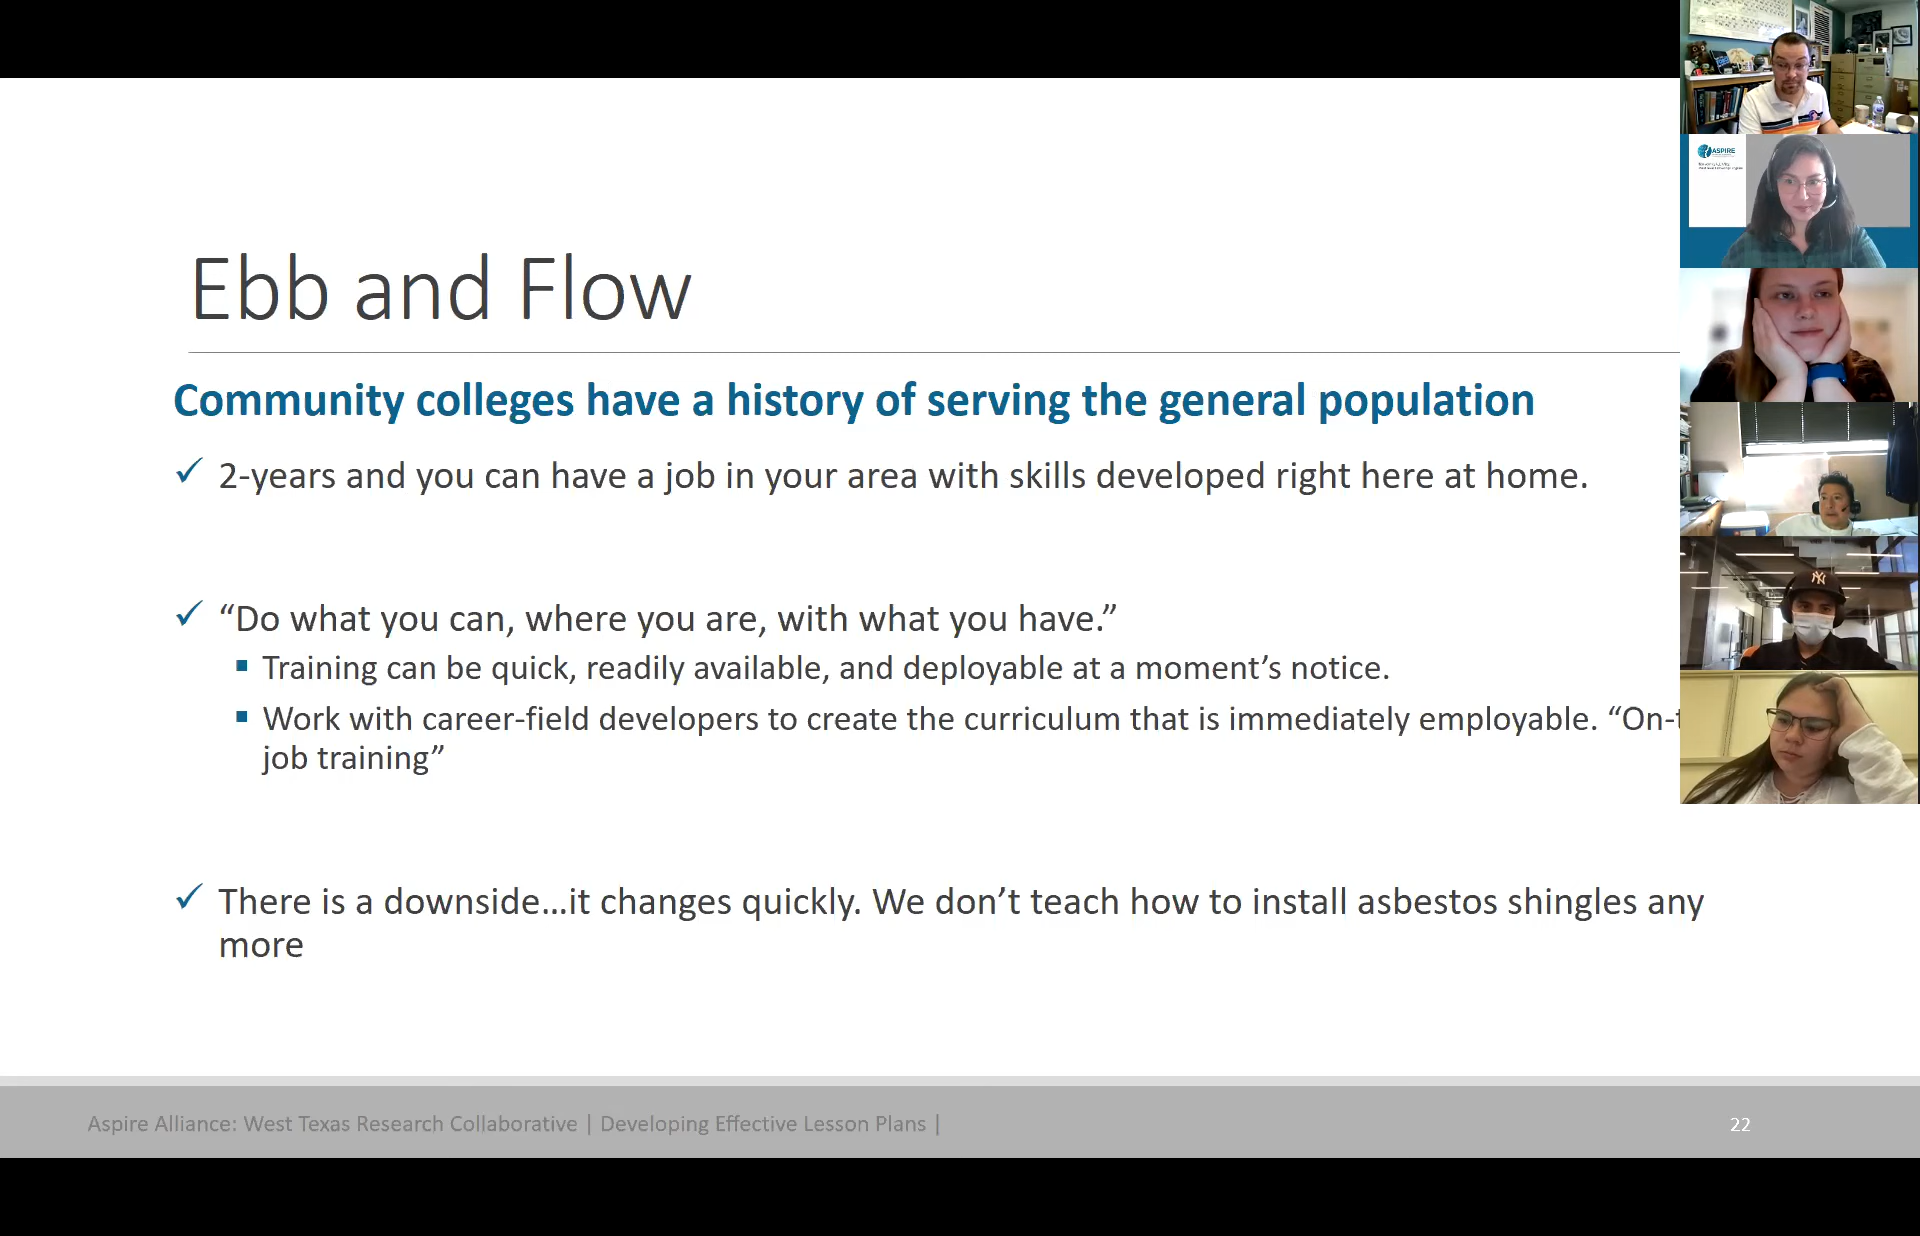 Ebb and Flow
Community colleges have a history of serving the general population
✓ 2-years and you can have a job in your area with skills developed right here at home.
✓ “Do what you can, where you are, with what you have.”
▪ Training can be quick, readily available, and deployable at a moment’s notice.
▪ Work with career-field developers to create the curriculum that is immediately employable. “On-t
job training”
✓ There is a downside…it changes quickly. We don’t teach how to install asbestos shingles any
more
Aspire Alliance: West Texas Research Collaborative | Developing Effective Lesson Plans |
22
ASPIRE
NY